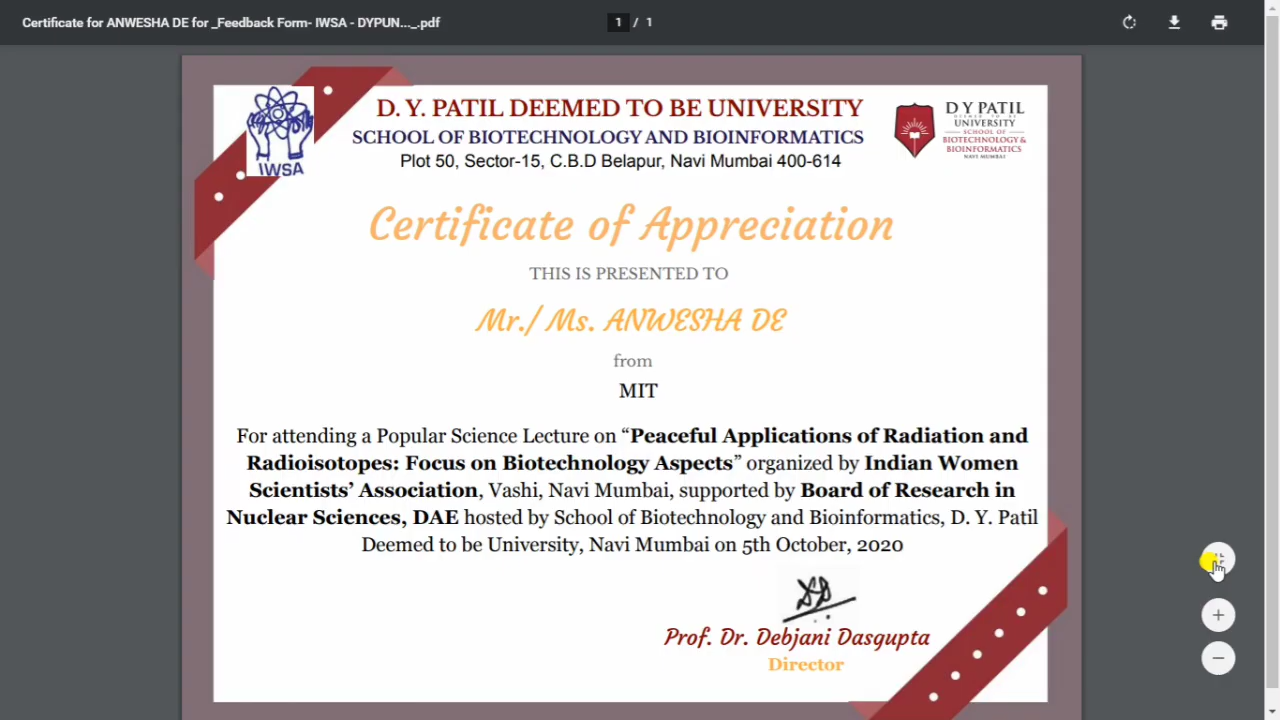 Certificate for ANWESHA DE for _Feedback Form- IWSA - DYPUN..._.pdf
1 / 1
IWSA
D. Y. PATIL DEEMED TO BE UNIVERSITY
SCHOOL OF BIOTECHNOLOGY AND BIOINFORMATICS
Plot 50, Sector-15, C.B.D Belapur, Navi Mumbai 400-614
D Y PATIL
DEEMED TO BE
UNIVERSITY
SCHOOL OF
BIOTECHNOLOGY&
BIOINFORMATICS
NAVI MUMBAI
Certificate of Appreciation
THIS IS PRESENTED TO
Mr./ Ms. ANWESHA DE
from
MIT
For attending a Popular Science Lecture on “Peaceful Applications of Radiation and
Radioisotopes: Focus on Biotechnology Aspects” organized by Indian Women
Scientists’ Association, Vashi, Navi Mumbai, supported by Board of Research in
Nuclear Sciences, DAE hosted by School of Biotechnology and Bioinformatics, D. Y. Patil
Deemed to be University, Navi Mumbai on 5th October, 2020
Prof. Dr. Debjani Dasgupta
Director